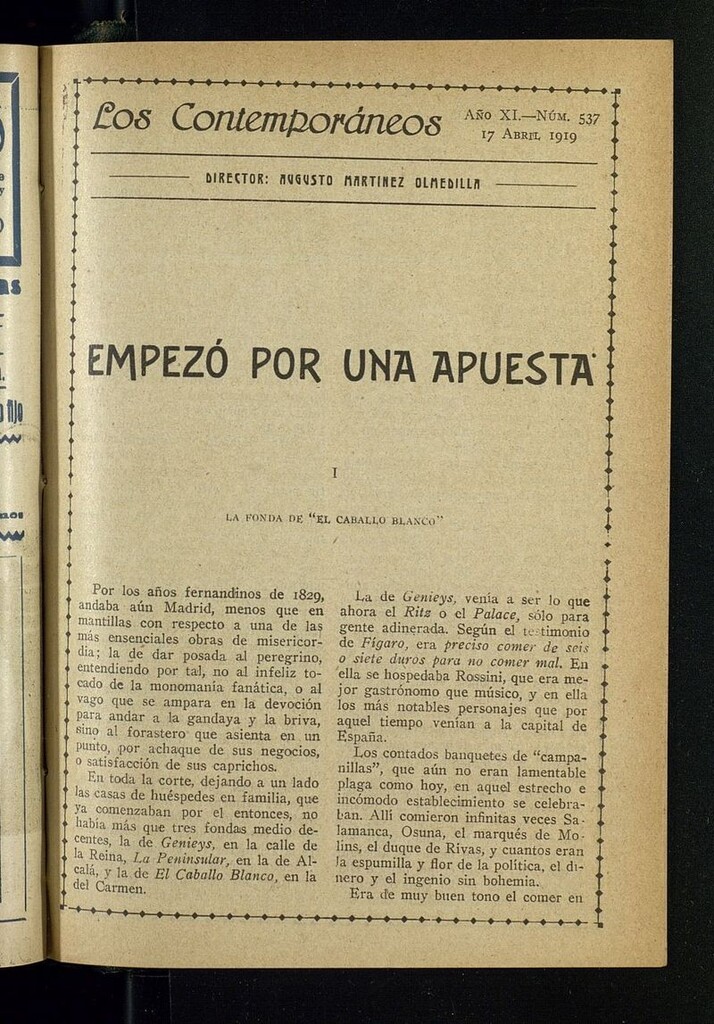 Los Contemporáneos
Año XI.—Núm. 537
17 Abril 1919
DIRECTOR: AUGUSTO MARTINEZ OLMEDILLA
EMPEZÓ POR UNA APUESTA
I
LA FONDA DE "EL CABALLO BLANCO"
Por los años fernandinos de 1829,
andaba aún Madrid, menos que en
mantillas con respecto a una de las
más ensenciales obras de misericor-
dia; la de dar posada al peregrino,
entendiendo por tal, no al infeliz to-
cado de la monomanía fanática, o al
vago que se ampara en la devoción
para andar a la gandaya y la briva,
sino al forastero que asienta en un
punto, por achaque de sus negocios,
o satisfacción de sus caprichos.
En toda la corte, dejando a un lado
las casas de huéspedes en familia, que
ya comenzaban por el entonces, no
había más que tres fondas medio de-
centes, la de Genieys, en la calle de
la Reina, La Peninsular, en la de Al-
calá, y la de El Caballo Blanco, en la
del Carmen.
La de Genieys, venía a ser lo que
ahora el Ritz o el Palace, sólo para
gente adinerada. Según el testimonio
de Fígaro, era preciso comer de seis
o siete duros para no comer mal. En
ella se hospedaba Rossini, que era me-
jor gastrónomo que músico, y en ella
los más notables personajes que por
aquel tiempo venían a la capital de
España.
Los contados banquetes de "campa-
nillas", que aún no eran lamentable
plaga como hoy, en aquel estrecho e
incómodo establecimiento se celebra-
ban. Allí comieron infinitas veces Sa-
lamanca, Osuna, el marqués de Mo-
lins, el duque de Rivas, y cuantos eran
la espumilla y flor de la política, el di-
nero y el ingenio sin bohemia.
Era de muy buen tono el comer en